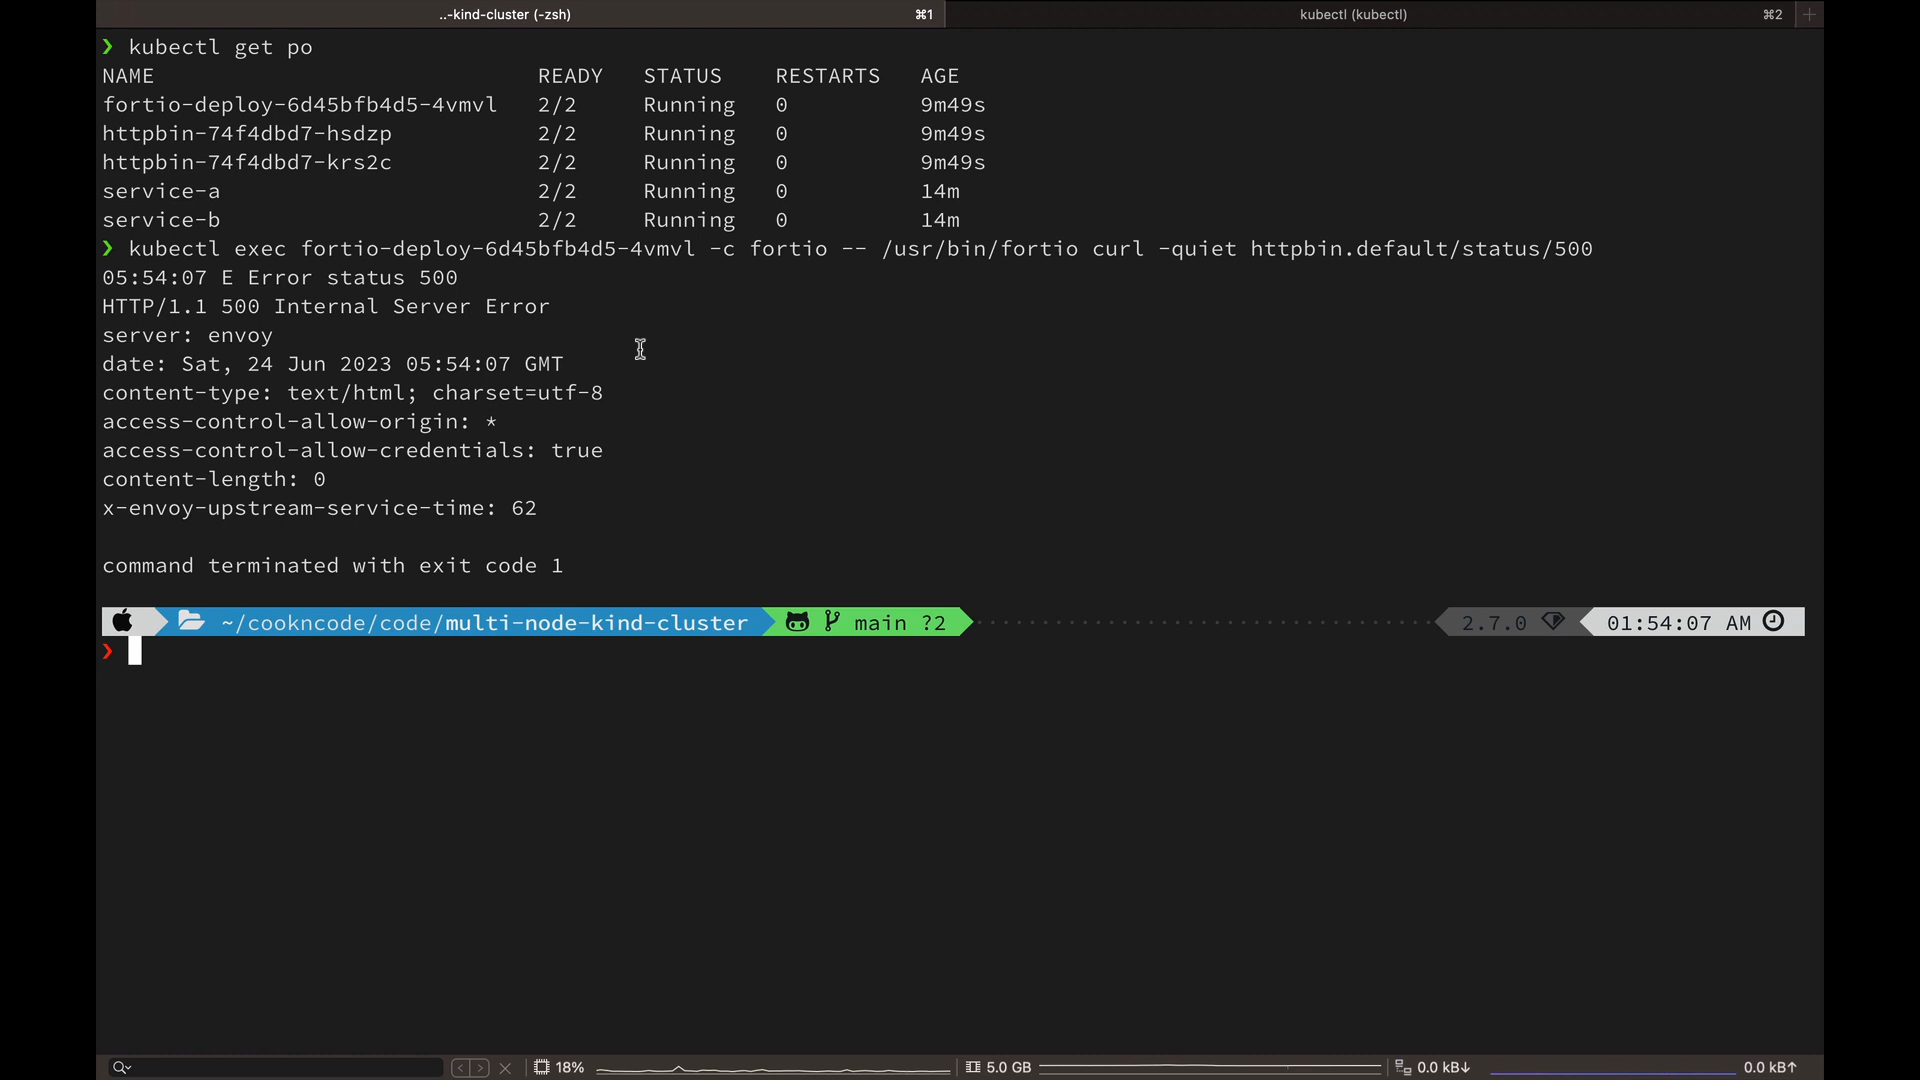 ..-kind-cluster (-zsh) ⌘1 kubectl (kubectl) ⌘2 +
❯ kubectl get po
NAME READY STATUS RESTARTS AGE
fortio-deploy-6d45bfb4d5-4vmvl 2/2 Running 0 9m49s
httpbin-74f4dbd7-hsdzp 2/2 Running 0 9m49s
httpbin-74f4dbd7-krs2c 2/2 Running 0 9m49s
service-a 2/2 Running 0 14m
service-b 2/2 Running 0 14m
❯ kubectl exec fortio-deploy-6d45bfb4d5-4vmvl -c fortio -- /usr/bin/fortio curl -quiet httpbin.default/status/500
05:54:07 E Error status 500
HTTP/1.1 500 Internal Server Error
server: envoy
date: Sat, 24 Jun 2023 05:54:07 GMT
content-type: text/html; charset=utf-8
access-control-allow-origin: *
access-control-allow-credentials: true
content-length: 0
x-envoy-upstream-service-time: 62
command terminated with exit code 1
~/cookncode/code/multi-node-kind-cluster main ?2 2.7.0 01:54:07 AM
❯
18% 5.0 GB 0.0 kB↓ 0.0 kB↑